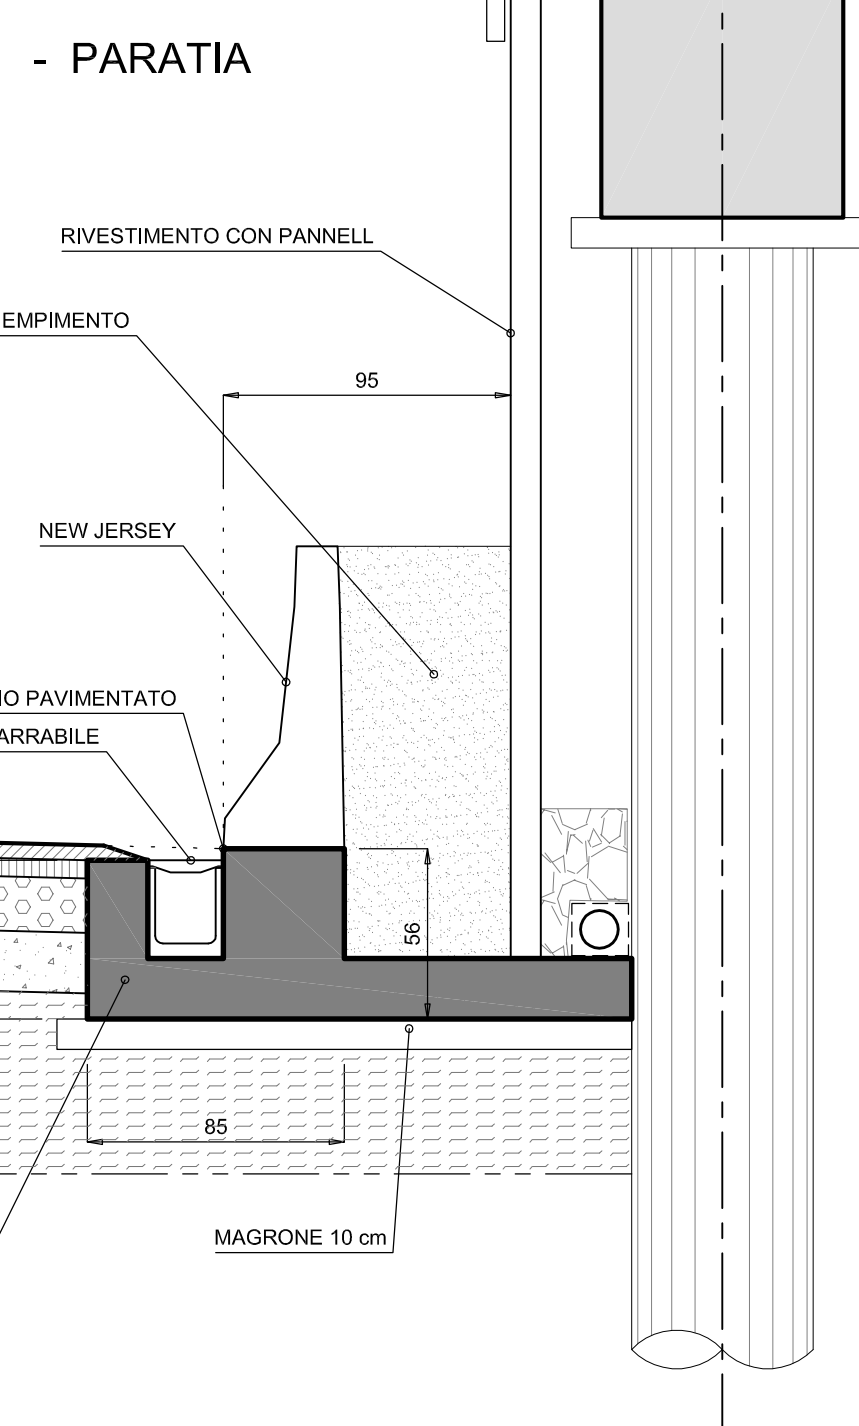 - PARATIA
RIVESTIMENTO CON PANNELL
EMPIMENTO
95
NEW JERSEY
IO PAVIMENTATO
ARRABILE
56
85
MAGRONE 10 cm